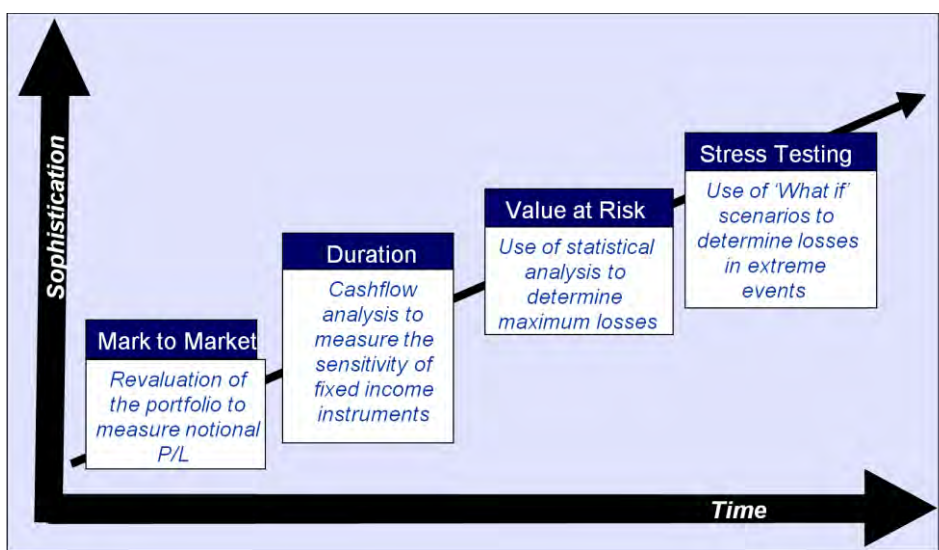 Sophistication
Mark to Market
Revaluation of
the portfolio to
measure notional
P/L
Duration
Cashflow
analysis to
measure the
sensitivity of
fixed income
instruments
Value at Risk
Use of statistical
analysis to
determine
maximum losses
Stress Testing
Use of ‘What if’
scenarios to
determine losses
in extreme
events
Time